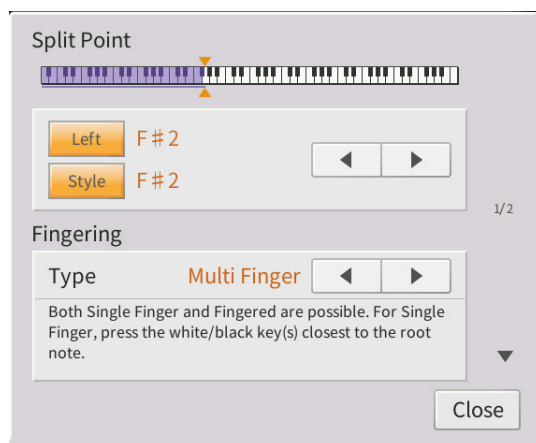 Split Point
Left F♯2
Style F♯2
1/2
Fingering
Type Multi Finger
Both Single Finger and Fingered are possible. For Single
Finger, press the white/black key(s) closest to the root
note.
Close